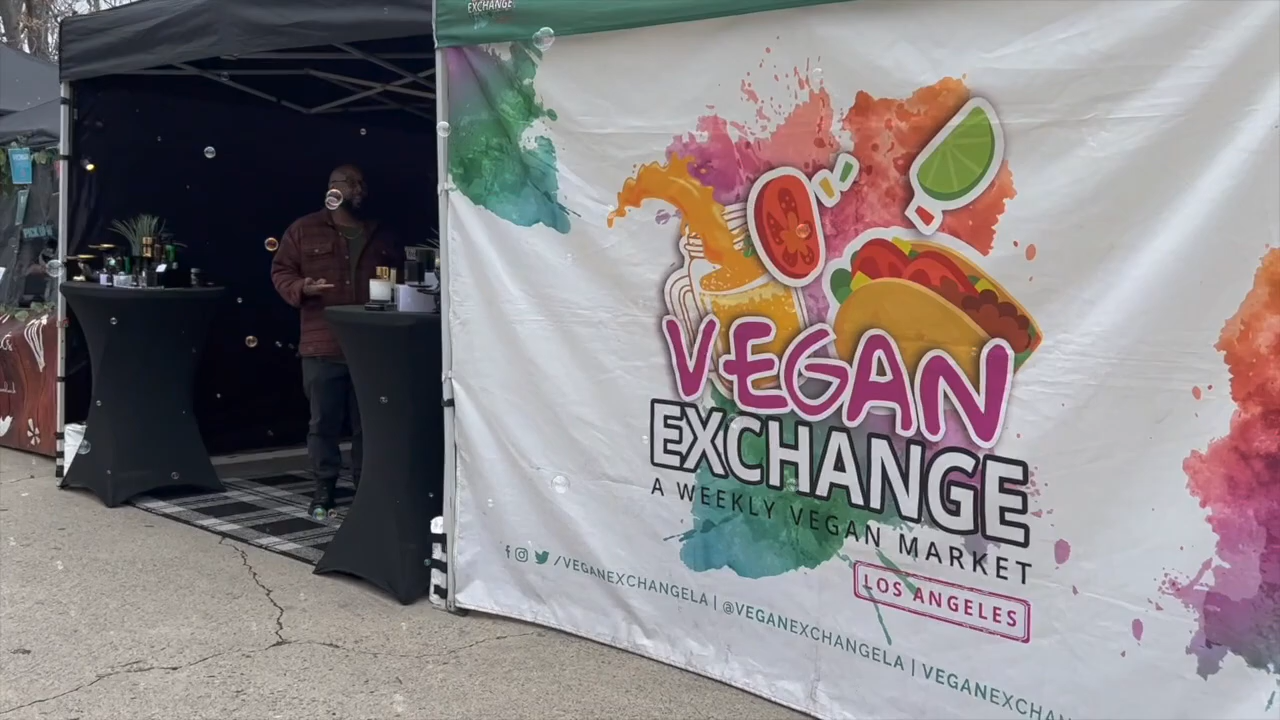 EXCHANGE
VEGAN
EXCHANGE
A WEEKLY VEGAN MARKET
LOS ANGELES
/VEGANEXCHANGELA | @VEGANEXCHANGELA | VEGANEXCHAN